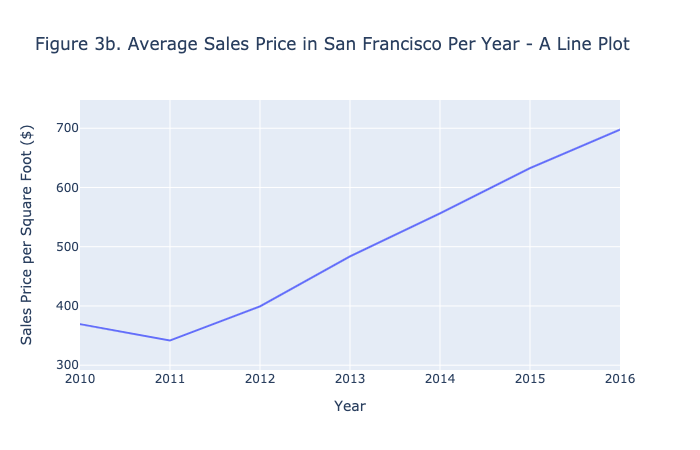 Figure 3b. Average Sales Price in San Francisco Per Year - A Line Plot
Sales Price per Square Foot ($)
700
600
500
400
300
2010 2011 2012 2013 2014 2015 2016
Year